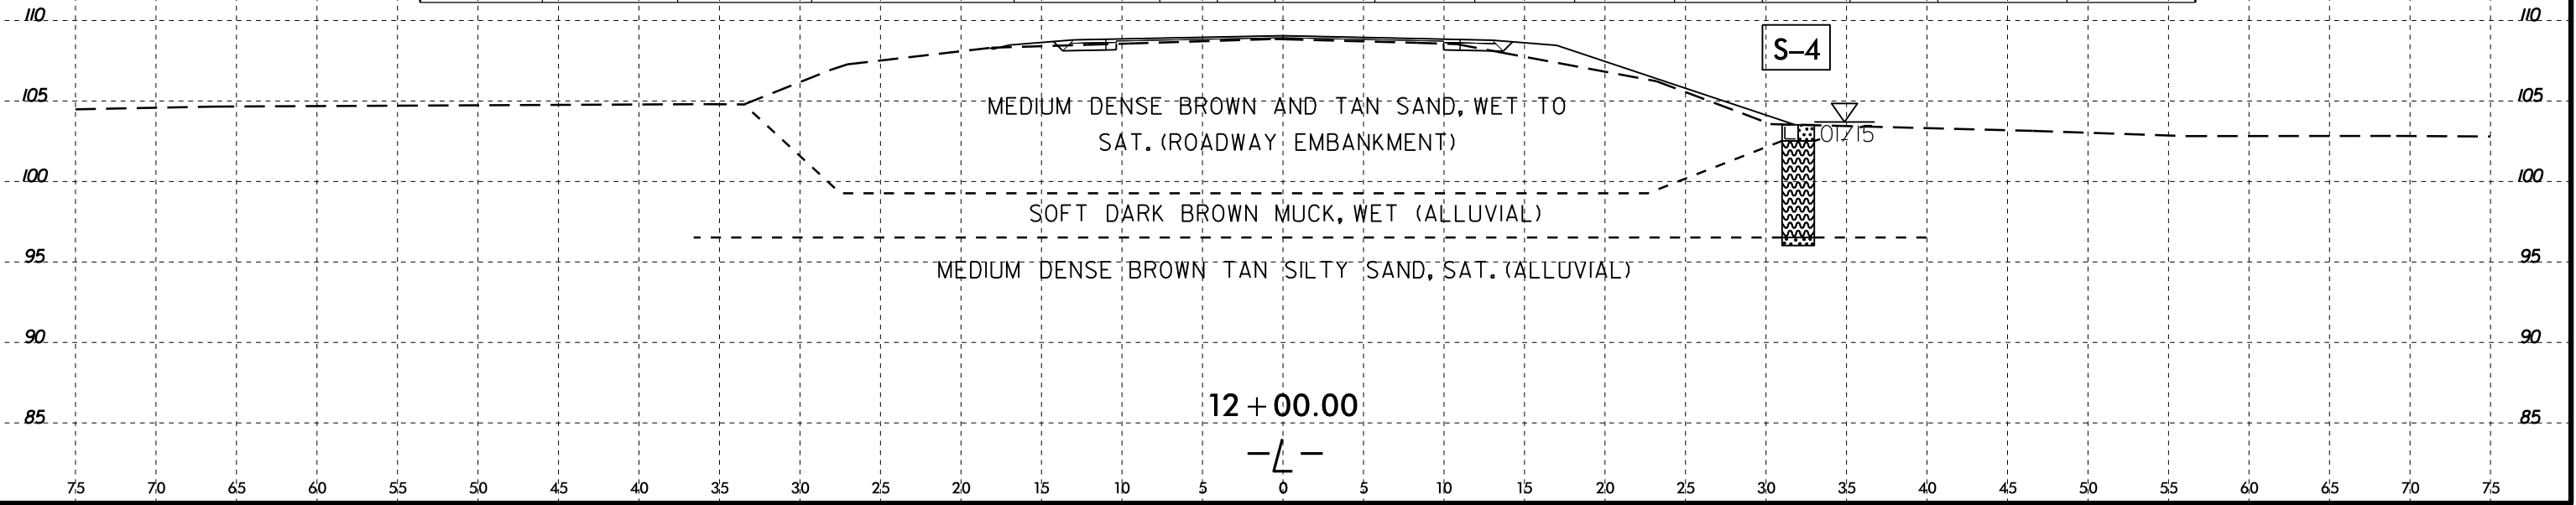 110 110
S-4
105 105
MEDIUM DENSE BROWN AND TAN SAND, WET TO
SAT. (ROADWAY EMBANKMENT)
100 100
SOFT DARK BROWN MUCK, WET (ALLUVIAL)
95 95
MEDIUM DENSE BROWN TAN SILTY SAND, SAT. (ALLUVIAL)
90 90
12+00.00
85 85
-L-
75 70 65 60 55 50 45 40 35 30 25 20 15 10 5 0 5 10 15 20 25 30 35 40 45 50 55 60 65 70 75